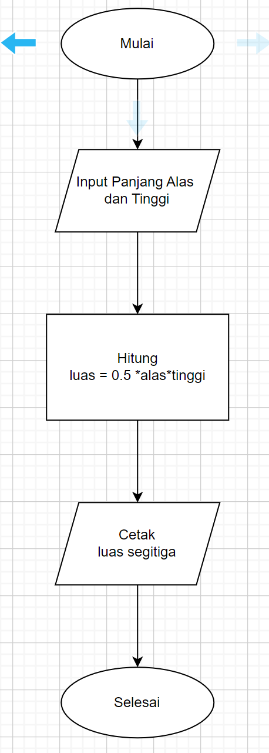 Mulai
Input Panjang Alas
dan Tinggi
Hitung
luas = 0.5 *alas*tinggi
Cetak
luas segitiga
Selesai